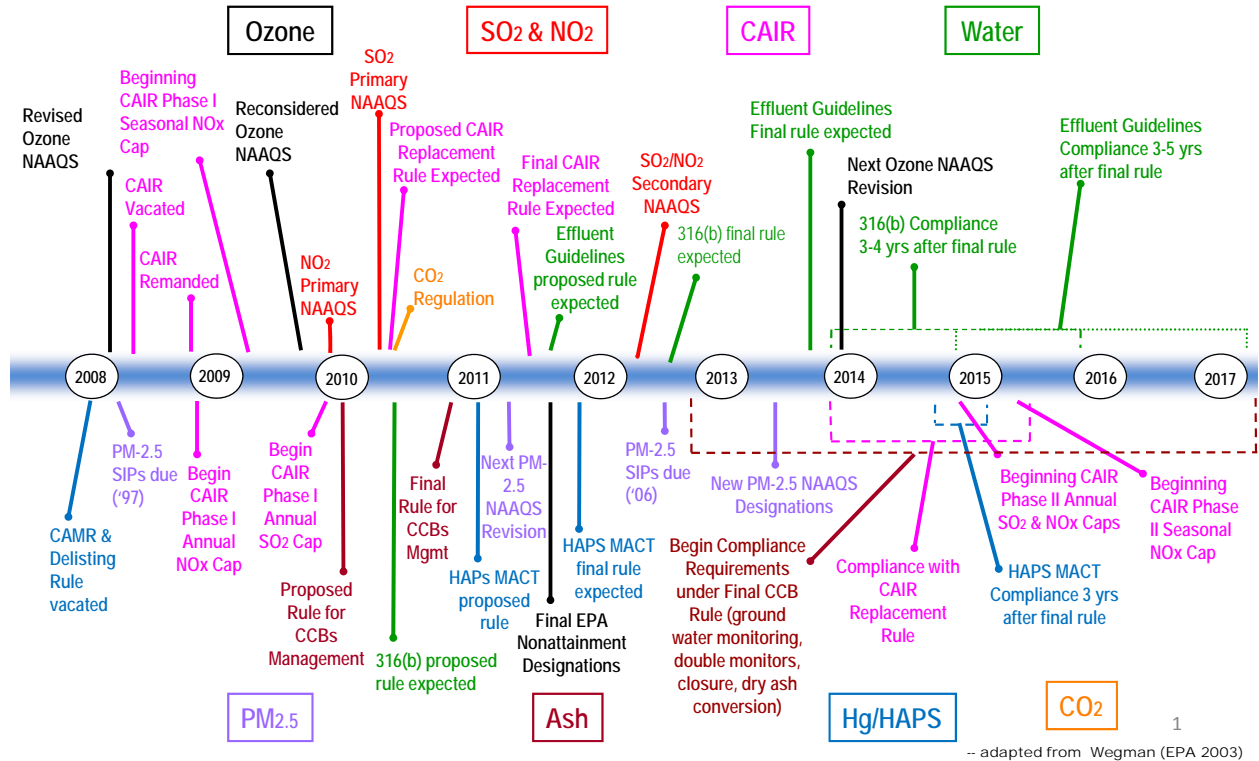 Ozone
SO2 & NO2
CAIR
Water
Revised
Ozone
NAAQS
Beginning
CAIR Phase I
Seasonal NOx
Cap
CAIR
Vacated
CAIR
Remanded
Reconsidered
Ozone
NAAQS
NO2
Primary
NAAQS
SO2
Primary
NAAQS
Proposed CAIR
Replacement
Rule Expected
CO2
Regulation
Final CAIR
Replacement
Rule Expected
Effluent
Guidelines
proposed rule
expected
SO2/NO2
Secondary
NAAQS
316(b) final rule
expected
Effluent Guidelines
Final rule expected
Next Ozone NAAQS
Revision
316(b) Compliance
3-4 yrs after final rule
Effluent Guidelines
Compliance 3-5 yrs
after final rule
2008
2009
2010
2011
2012
2013
2014
2015
2016
2017
CAMR &
Delisting
Rule
vacated
PM-2.5
SIPs due
(‘97)
Begin
CAIR
Phase I
Annual
NOx Cap
Begin
CAIR
Phase I
Annual
SO2 Cap
Proposed
Rule for
CCBs
Management
316(b) proposed
rule expected
Final
Rule for
CCBs
Mgmt
HAPs MACT
proposed
rule
Next PM-
2.5
NAAQS
Revision
Final EPA
Nonattainment
Designations
HAPS MACT
final rule
expected
PM-2.5
SIPs due
(‘06)
New PM-2.5 NAAQS
Designations
Begin Compliance
Requirements
under Final CCB
Rule (ground
water monitoring,
double monitors,
closure, dry ash
conversion)
Compliance with
CAIR
Replacement
Rule
Beginning CAIR
Phase II Annual
SO2 & NOx Caps
HAPS MACT
Compliance 3 yrs
after final rule
Beginning
CAIR Phase
II Seasonal
NOx Cap
PM2.5
Ash
Hg/HAPS
CO2
1
-- adapted from Wegman (EPA 2003)